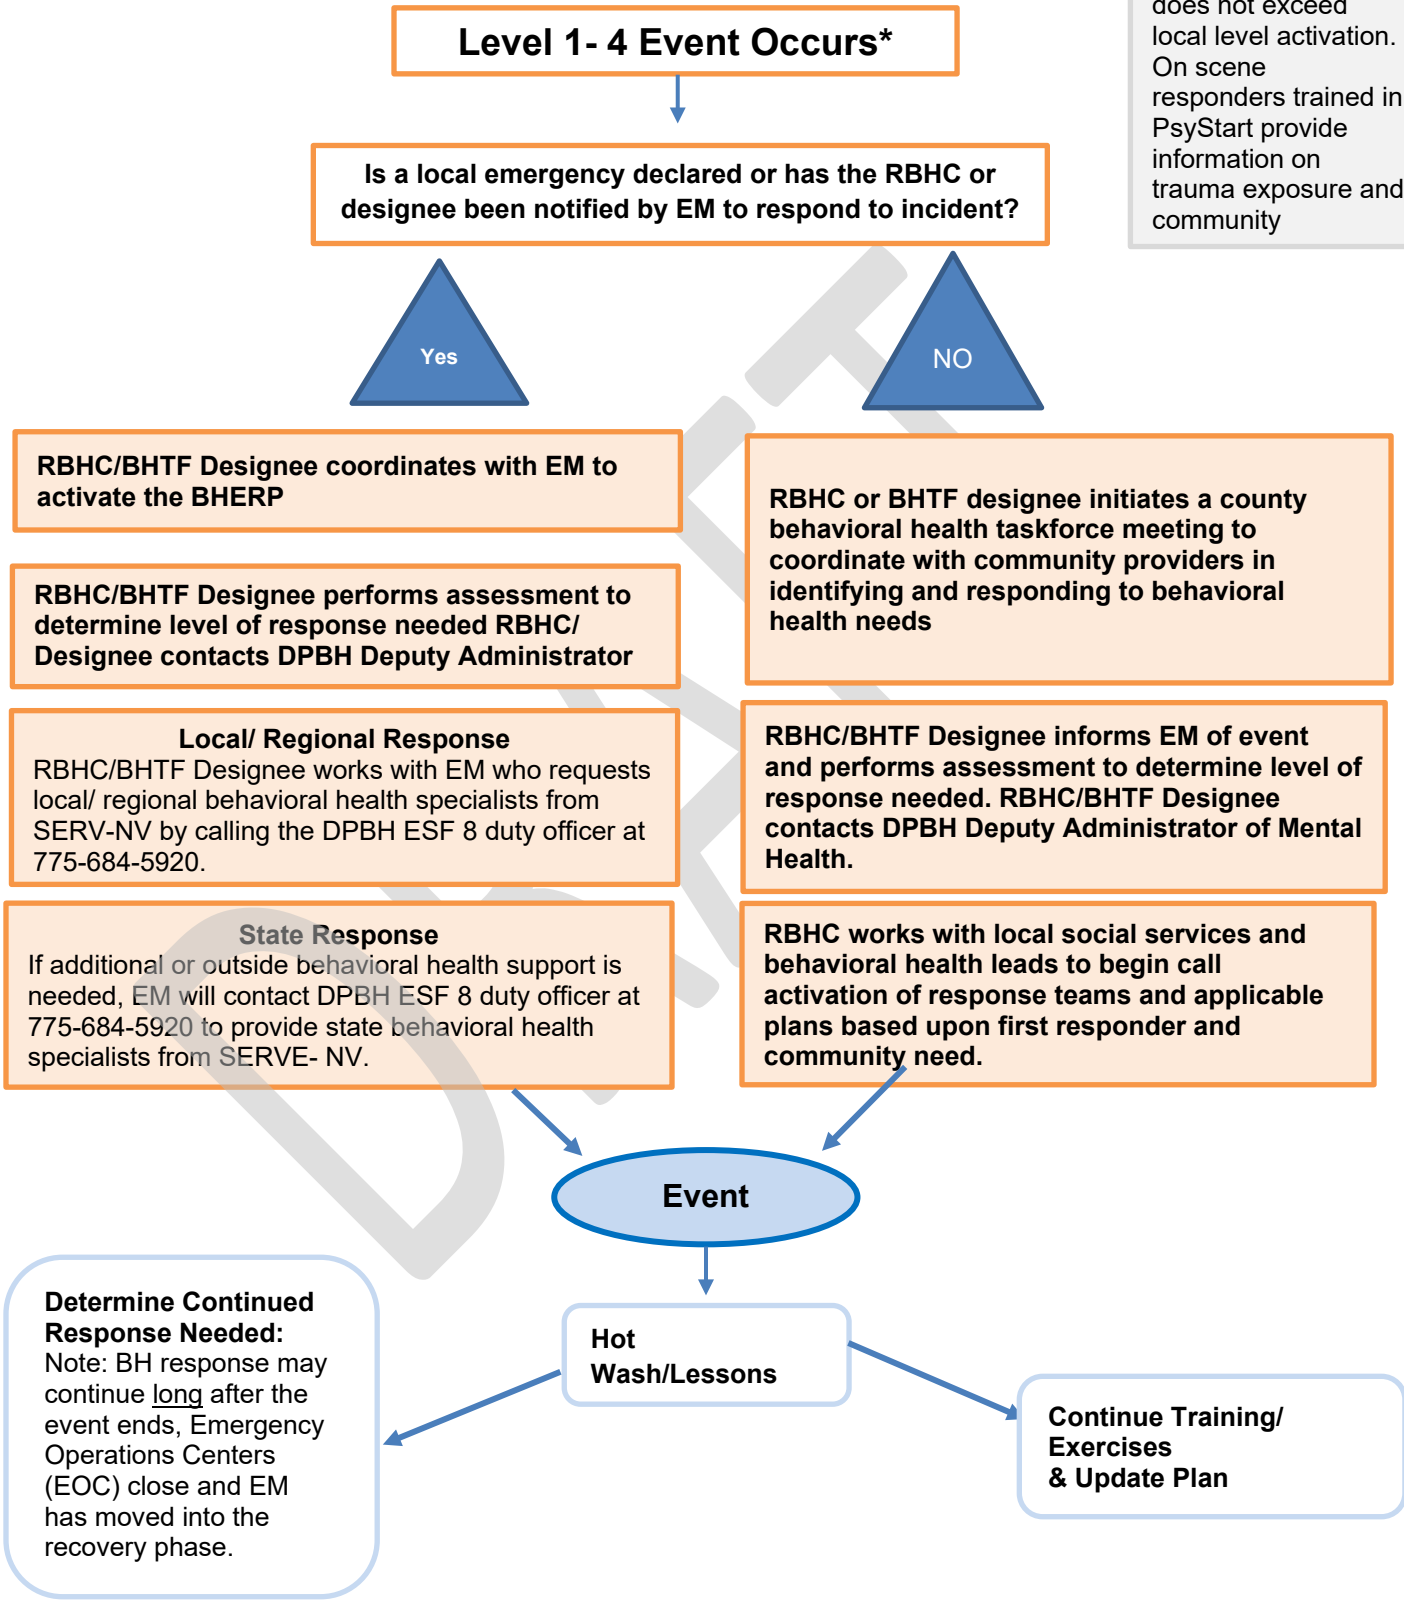 Level 1- 4 Event Occurs*
does not exceed
local level activation.
On scene
responders trained in
PsyStart provide
information on
trauma exposure and
community
Is a local emergency declared or has the RBHC or
designee been notified by EM to respond to incident?
Yes
NO
RBHC/BHTF Designee coordinates with EM to
activate the BHERP
RBHC/BHTF Designee performs assessment to
determine level of response needed RBHC/
Designee contacts DPBH Deputy Administrator
Local/ Regional Response
RBHC/BHTF Designee works with EM who requests
local/ regional behavioral health specialists from
SERV-NV by calling the DPBH ESF 8 duty officer at
775-684-5920.
State Response
If additional or outside behavioral health support is
needed, EM will contact DPBH ESF 8 duty officer at
775-684-5920 to provide state behavioral health
specialists from SERVE- NV.
RBHC or BHTF designee initiates a county
behavioral health taskforce meeting to
coordinate with community providers in
identifying and responding to behavioral
health needs
RBHC/BHTF Designee informs EM of event
and performs assessment to determine level of
response needed. RBHC/BHTF Designee
contacts DPBH Deputy Administrator of Mental
Health.
RBHC works with local social services and
behavioral health leads to begin call
activation of response teams and applicable
plans based upon first responder and
community need.
Event
Determine Continued
Response Needed:
Note: BH response may
continue long after the
event ends, Emergency
Operations Centers
(EOC) close and EM
has moved into the
recovery phase.
Hot
Wash/Lessons
Continue Training/
Exercises
& Update Plan
DRAFT